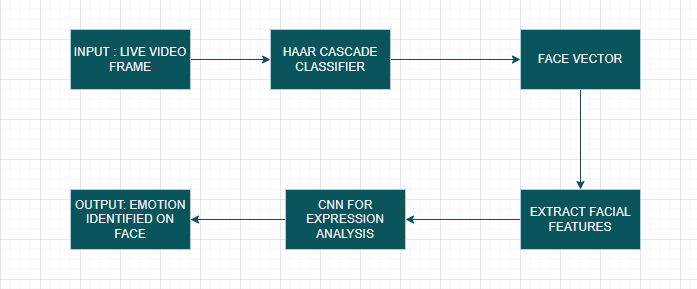 INPUT : LIVE VIDEO
FRAME
HAAR CASCADE
CLASSIFIER
FACE VECTOR
EXTRACT FACIAL
FEATURES
CNN FOR
EXPRESSION
ANALYSIS
OUTPUT: EMOTION
IDENTIFIED ON
FACE